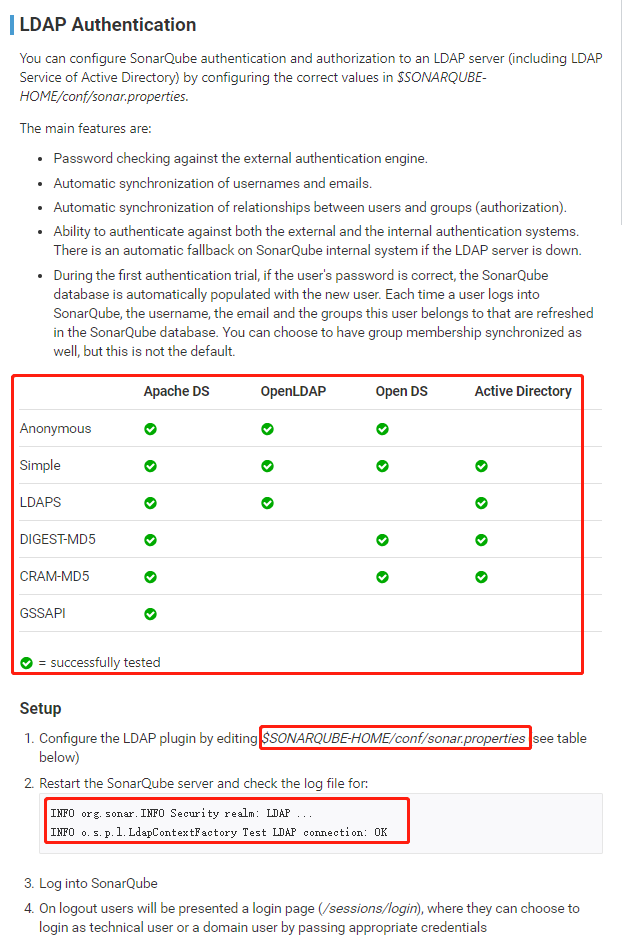 LDAP Authentication
You can configure SonarQube authentication and authorization to an LDAP server (including LDAP
Service of Active Directory) by configuring the correct values in $SONARQUBE-
HOME/conf/sonar.properties.
The main features are:
• Password checking against the external authentication engine.
• Automatic synchronization of usernames and emails.
• Automatic synchronization of relationships between users and groups (authorization).
• Ability to authenticate against both the external and the internal authentication systems.
There is an automatic fallback on SonarQube internal system if the LDAP server is down.
• During the first authentication trial, if the user's password is correct, the SonarQube
database is automatically populated with the new user. Each time a user logs into
SonarQube, the username, the email and the groups this user belongs to that are refreshed
in the SonarQube database. You can choose to have group membership synchronized as
well, but this is not the default.
Apache DS OpenLDAP Open DS Active Directory
Anonymous
Simple
LDAPS
DIGEST-MD5
CRAM-MD5
GSSAPI
= successfully tested
Setup
1. Configure the LDAP plugin by editing $SONARQUBE-HOME/conf/sonar.properties (see table
below)
2. Restart the SonarQube server and check the log file for:
INFO org.sonar.INFO Security realm: LDAP ...
INFO o.s.p.l.LdapContextFactory Test LDAP connection: OK
3. Log into SonarQube
4. On logout users will be presented a login page (/sessions/login), where they can choose to
login as technical user or a domain user by passing appropriate credentials